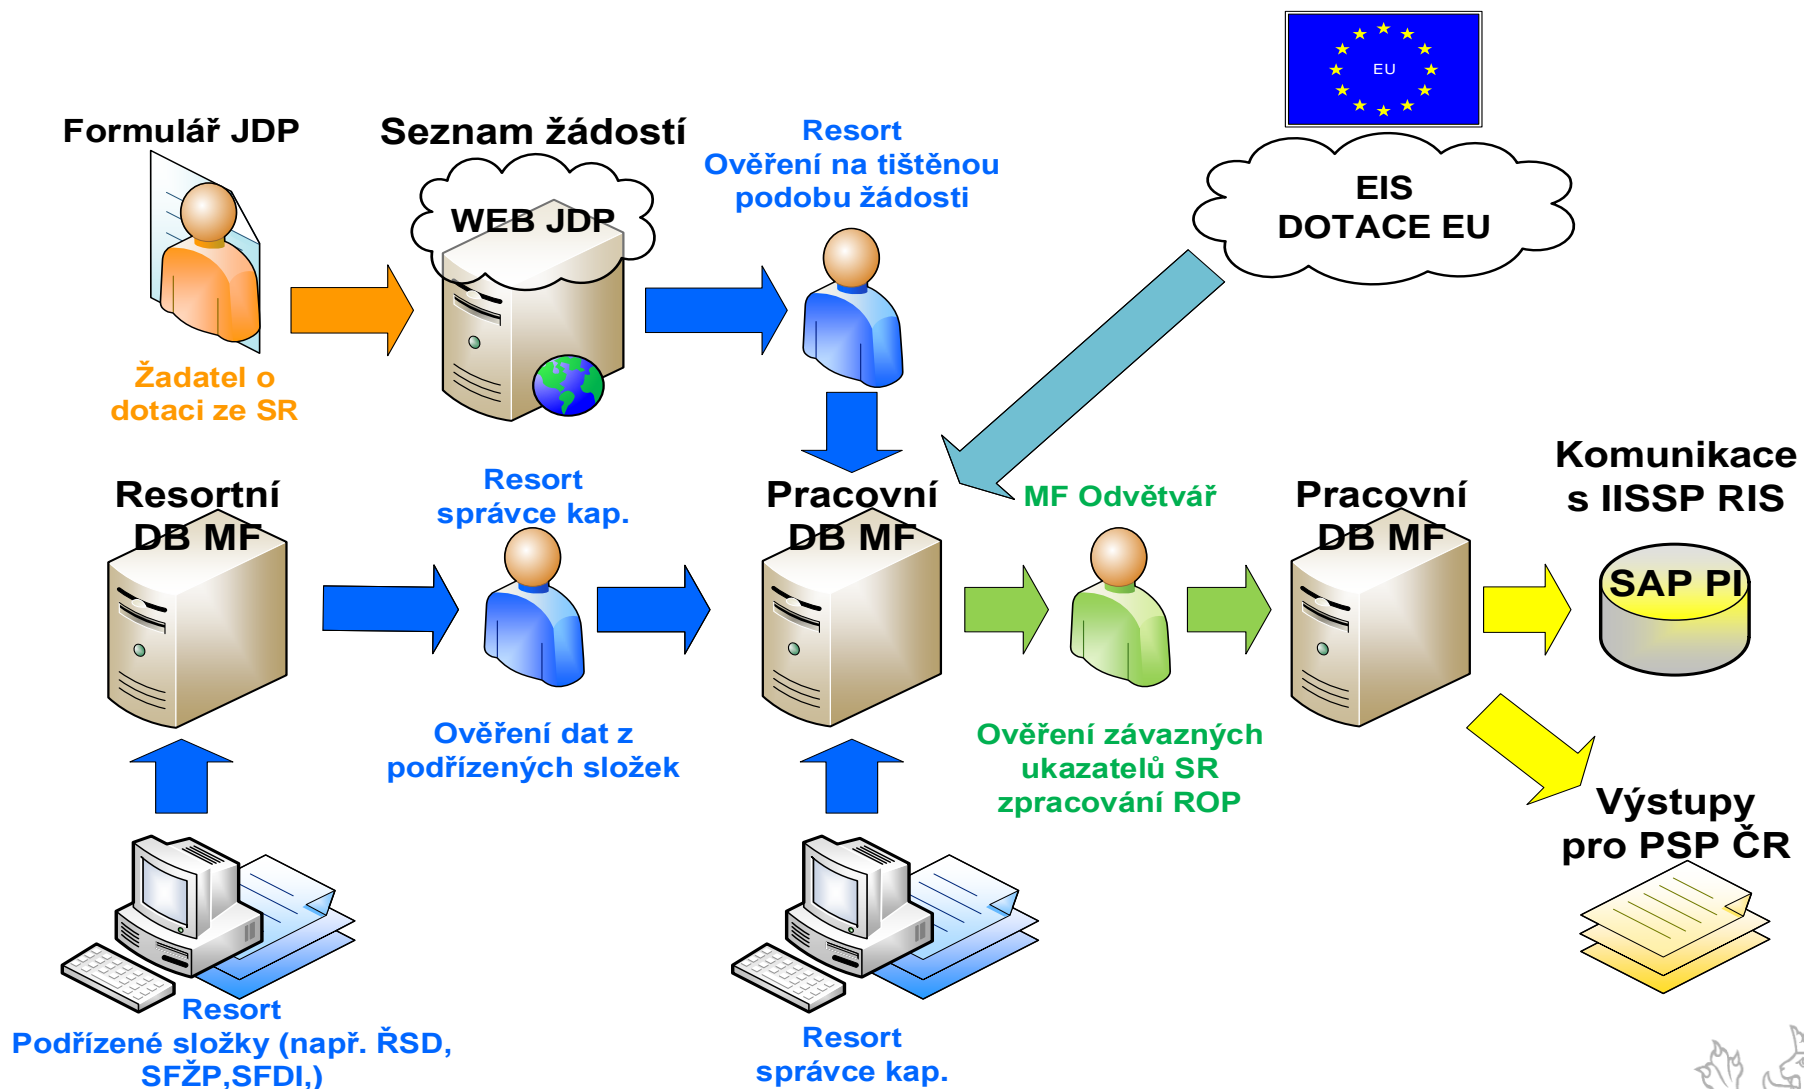 EU
Formulář JDP
Seznam žádostí
WEB JDP
Resort
Ověření na tištěnou
podobu žádosti
EIS
DOTACE EU
Žadatel o
dotaci ze SR
Resortní
DB MF
Resort
správce kap.
Pracovní
DB MF
MF Odvětvář
Pracovní
DB MF
Komunikace
s IISSP RIS
SAP PI
Ověření dat z
podřízených složek
Ověření závazných
ukazatelů SR
zpracování ROP
Výstupy
pro PSP ČR
Resort
Podřízené složky (např. ŘSD,
SFŽP,SFDI,)
Resort
správce kap.